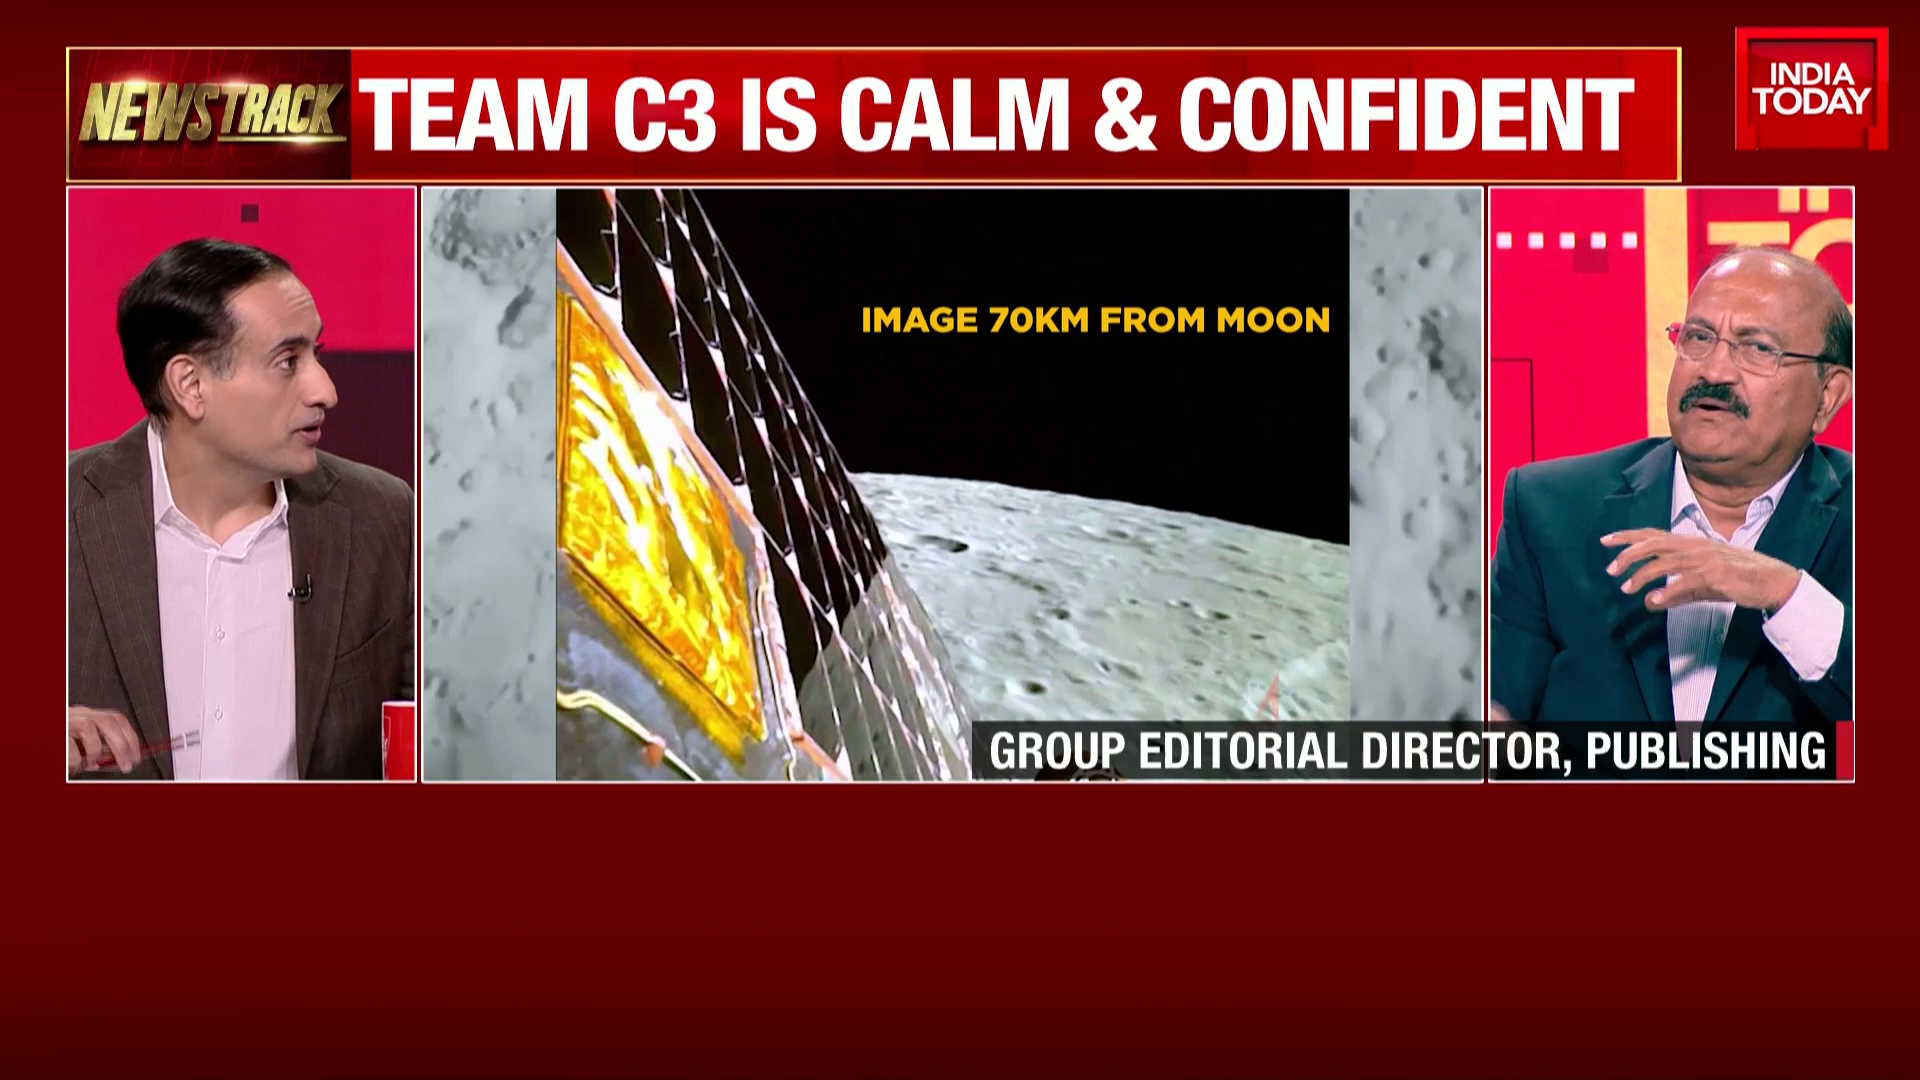 NEWSTRACK
TEAM C3 IS CALM & CONFIDENT
INDIA
TODAY
IMAGE 70KM FROM MOON
GROUP EDITORIAL DIRECTOR, PUBLISHING